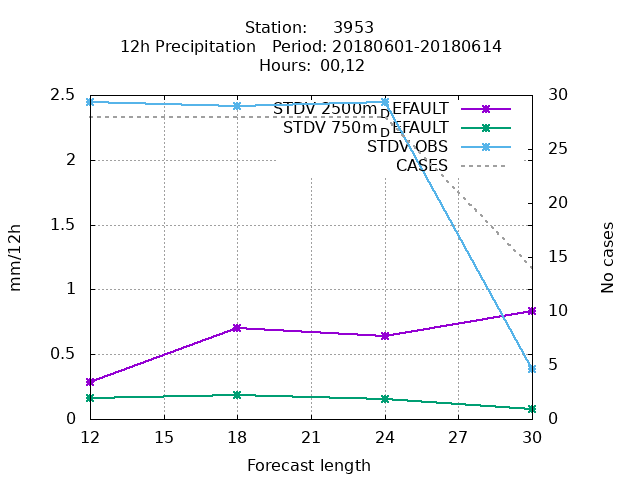 Station: 3953
12h Precipitation Period: 20180601-20180614
Hours: 00,12
2.5
2
1.5
1
0.5
0
30
25
20
15
10
5
0
STDV 2500m_DEFAULT
STDV 750m_DEFAULT
STDV OBS
CASES
mm/12h
No cases
12 15 18 21 24 27 30
Forecast length